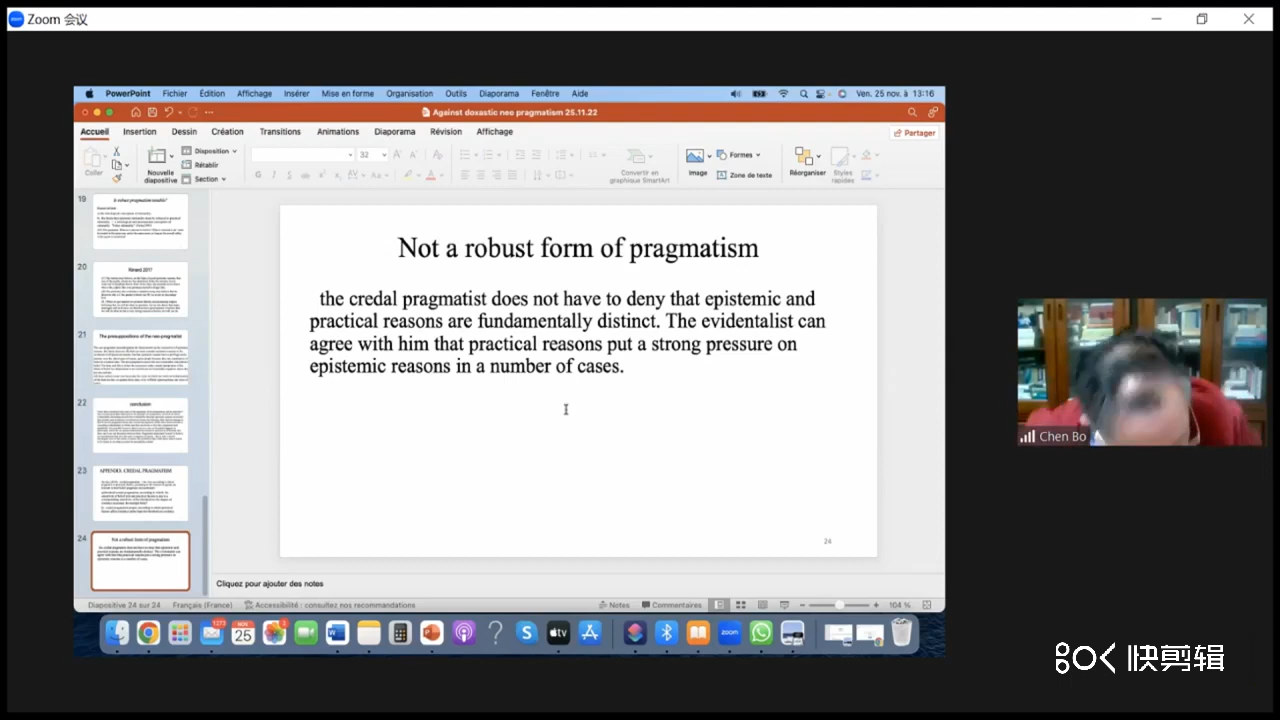 Zoom 会议
PowerPoint Fichier Édition Affichage Insérer Mise en forme Organisation Outils Diaporama Fenêtre Aide
Ven. 25 nov. à 13:16
Against doxastic neo pragmatism 25.11.22
Accueil Insertion Dessin Création Transitions Animations Diaporama Révision Affichage
Partager
Coller
Nouvelle
diapositive
Disposition
Rétablir
Section
32
Convertir en
graphique SmartArt
Image
Formes
Zone de texte
Réorganiser
Styles
rapides
19
20
Rinard 2017
21
The presuppositions of the neo-pragmatist
22
conclusion
23
APPENDIX: CREDAL PRAGMATISM
24
Not a robust form of pragmatism
Not a robust form of pragmatism
the credal pragmatist does not have to deny that epistemic and
practical reasons are fundamentally distinct. The evidentalist can
agree with him that practical reasons put a strong pressure on
epistemic reasons in a number of cases.
24
Cliquez pour ajouter des notes
Diapositive 24 sur 24 Français (France) Accessibilité : consultez nos recommandations
Notes Commentaires 104 %
25
zoom
tv
Chen Bo
快剪辑